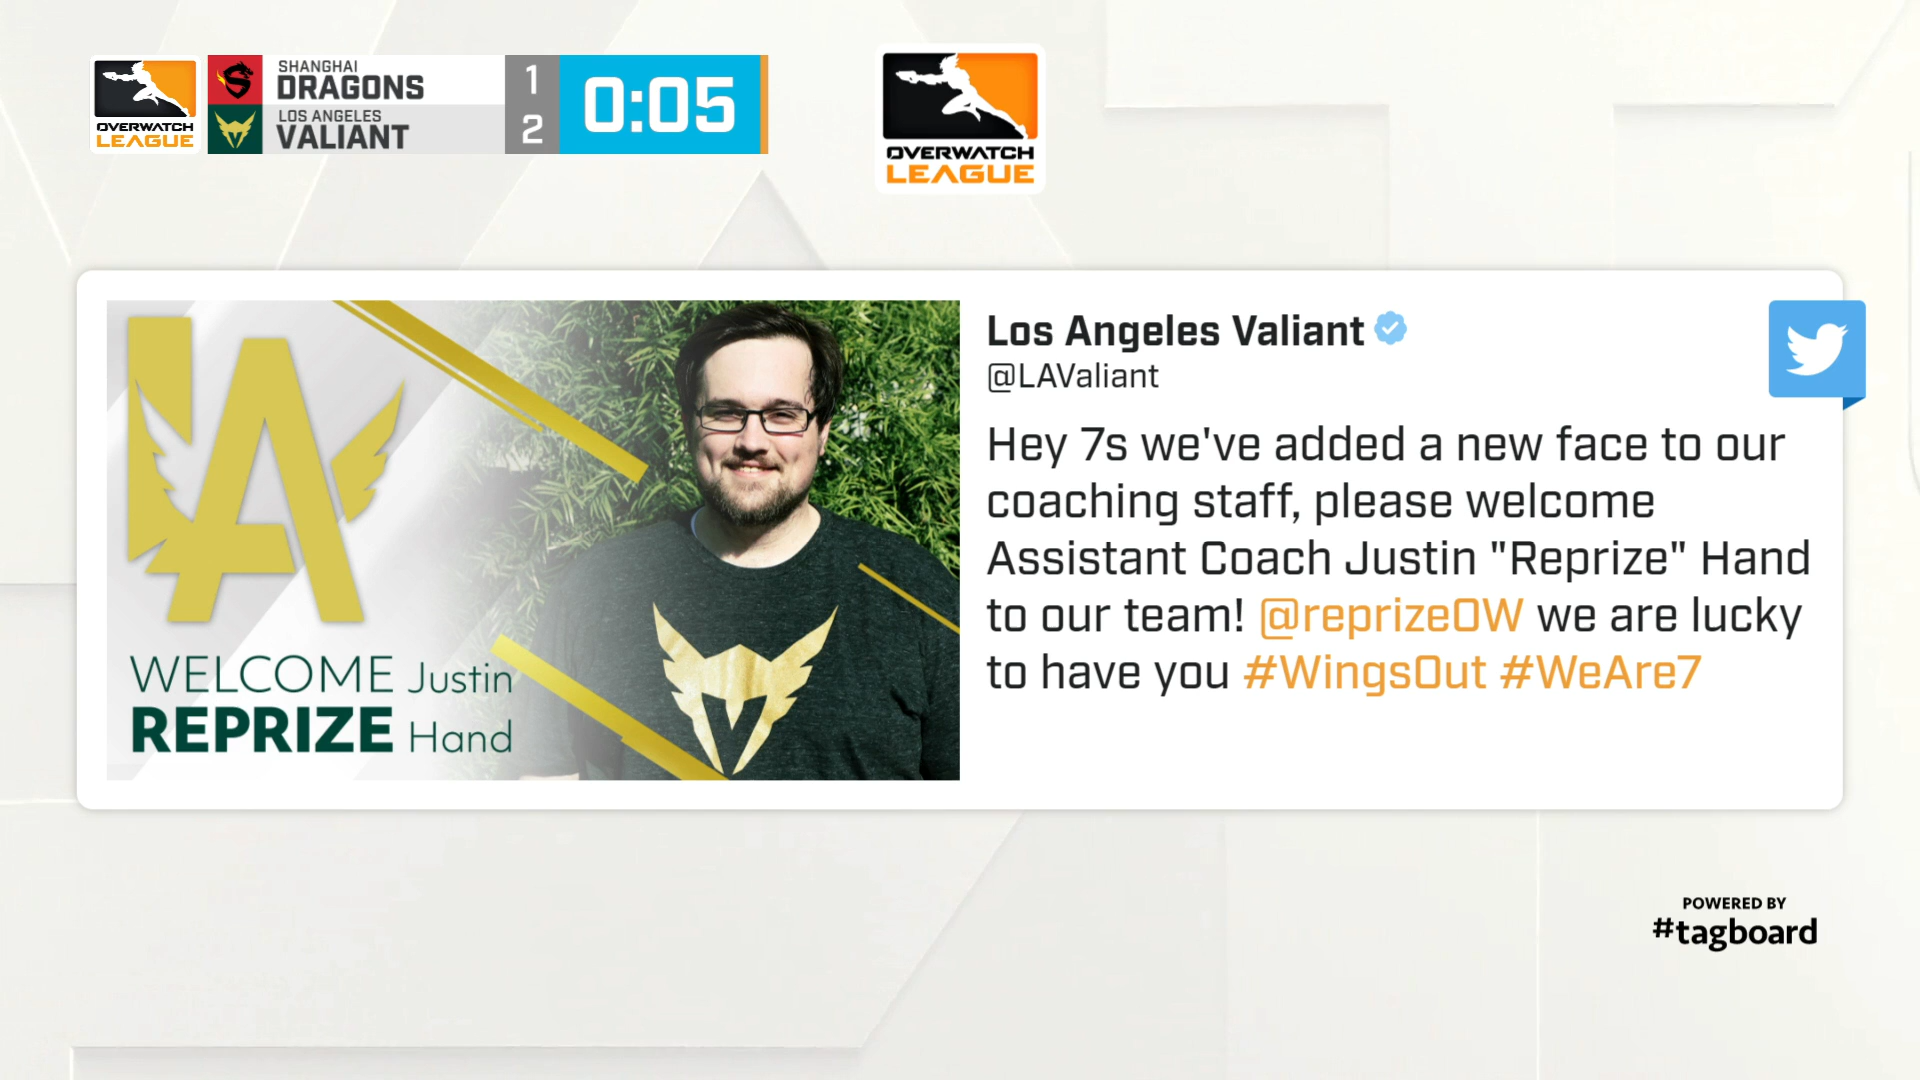 OVERWATCH
LEAGUE
SHANGHAI
DRAGONS
1
LOS ANGELES
VALIANT
2
0:05
OVERWATCH
LEAGUE
LA
WELCOME Justin
REPRIZE Hand
Los Angeles Valiant
@LAValiant
Hey 7s we've added a new face to our
coaching staff, please welcome
Assistant Coach Justin "Reprize" Hand
to our team! @reprizeOW we are lucky
to have you #WingsOut #WeAre7
POWERED BY
#tagboard